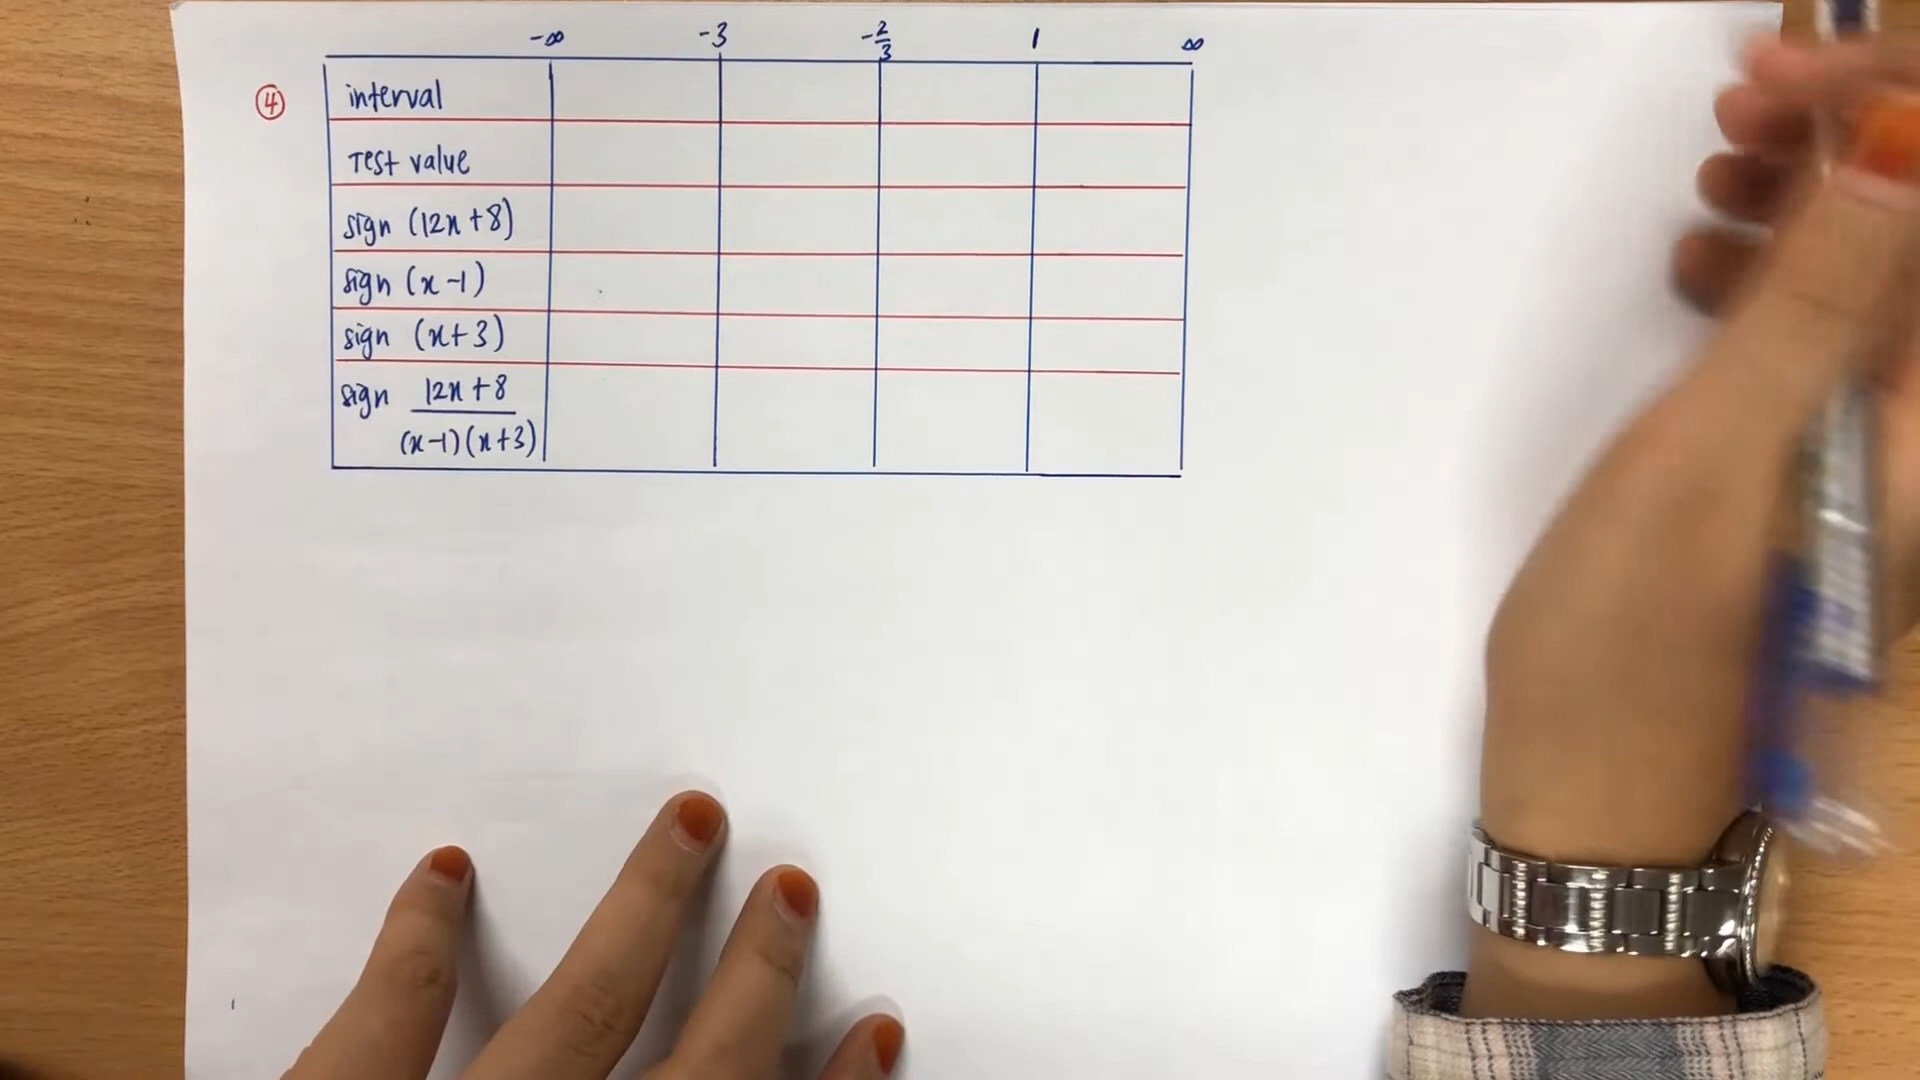 -∞ -3 -2/3 1 ∞
④ interval
Test value
sign (12x+8)
sign (x-1)
sign (x+3)
sign 12x+8
(x-1)(x+3)